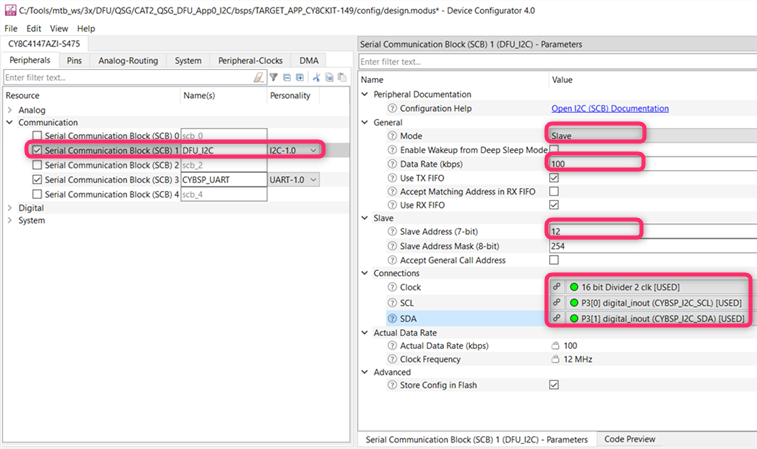 C:/Tools/mtb_ws/3x/DFU/QSG/CAT2_QSG_DFU_App0_I2C/bsps/TARGET_APP_CY8CKIT-149/config/design.modus* - Device Configurator 4.0
File Edit View Help
CY8C4147AZI-S475
Peripherals Pins Analog-Routing System Peripheral-Clocks DMA
Enter filter text...
Resource Name(s) Personality
Analog
Communication
Serial Communication Block (SCB) 0 scb_0
Serial Communication Block (SCB) 1 DFU_I2C I2C-1.0
Serial Communication Block (SCB) 2 scb_2
Serial Communication Block (SCB) 3 CYBSP_UART UART-1.0
Serial Communication Block (SCB) 4 scb_4
Digital
System
Serial Communication Block (SCB) 1 (DFU_I2C) - Parameters
Enter filter text...
Name Value
Peripheral Documentation
Configuration Help Open I2C (SCB) Documentation
General
Mode Slave
Enable Wakeup from Deep Sleep Mode
Data Rate (kbps) 100
Use TX FIFO
Accept Matching Address in RX FIFO
Use RX FIFO
Slave
Slave Address (7-bit) 12
Slave Address Mask (8-bit) 254
Accept General Call Address
Connections
Clock 16 bit Divider 2 clk [USED]
SCL P3[0] digital_inout (CYBSP_I2C_SCL) [USED]
SDA P3[1] digital_inout (CYBSP_I2C_SDA) [USED]
Actual Data Rate
Actual Data Rate (kbps) 100
Clock Frequency 12 MHz
Advanced
Store Config in Flash
Serial Communication Block (SCB) 1 (DFU_I2C) - Parameters Code Preview